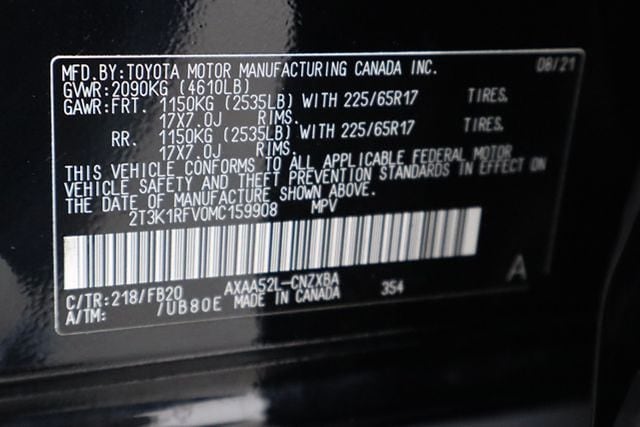 MFD.BY:TOYOTA MOTOR MANUFACTURING CANADA INC. 08/21
GVWR:2090KG (4610LB)
GAWR:FRT. 1150KG (2535LB) WITH 225/65R17 TIRES.
17X7.0J RIMS.
RR. 1150KG (2535LB) WITH 225/65R17 TIRES.
17X7.0J RIMS.
THIS VEHICLE CONFORMS TO ALL APPLICABLE FEDERAL MOTOR
VEHICLE SAFETY AND THEFT PREVENTION STANDARDS IN EFFECT ON
THE DATE OF MANUFACTURE SHOWN ABOVE.
2T3K1RFV0MC159908 MPV
C/TR:218/FB20 AXAA52L-CNZXBA 354 A
A/TM: /UB80E MADE IN CANADA